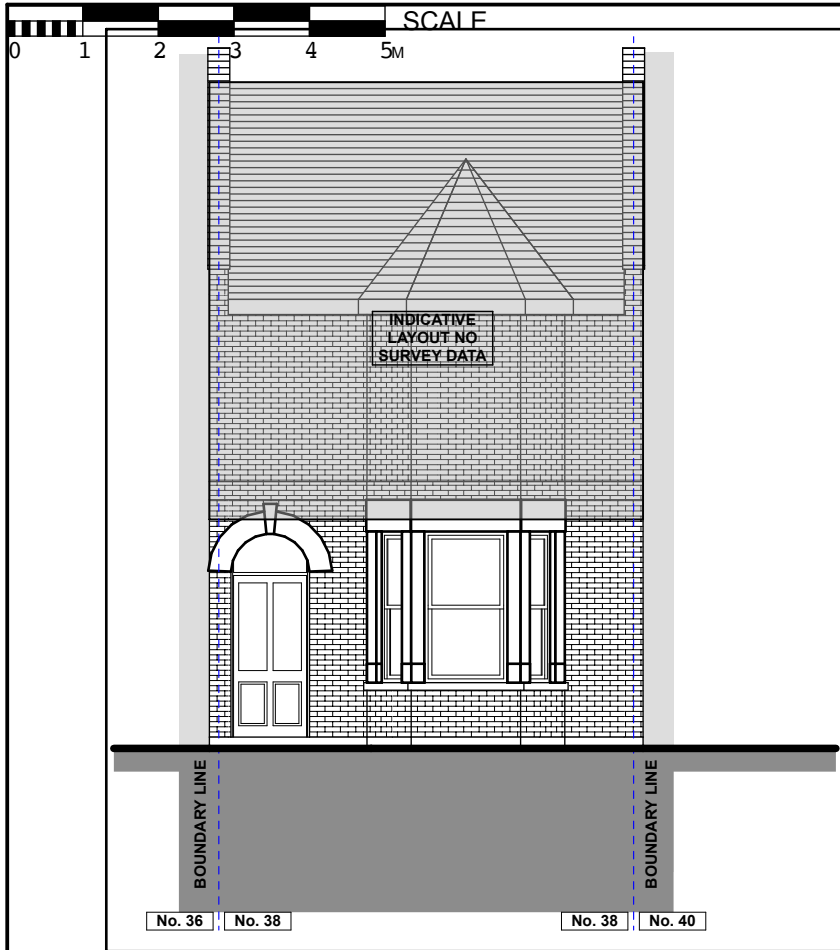 SCALE
0 1 2 3 4 5M
INDICATIVE
LAYOUT NO
SURVEY DATA
BOUNDARY LINE
BOUNDARY LINE
No. 36
No. 38
No. 38
No. 40